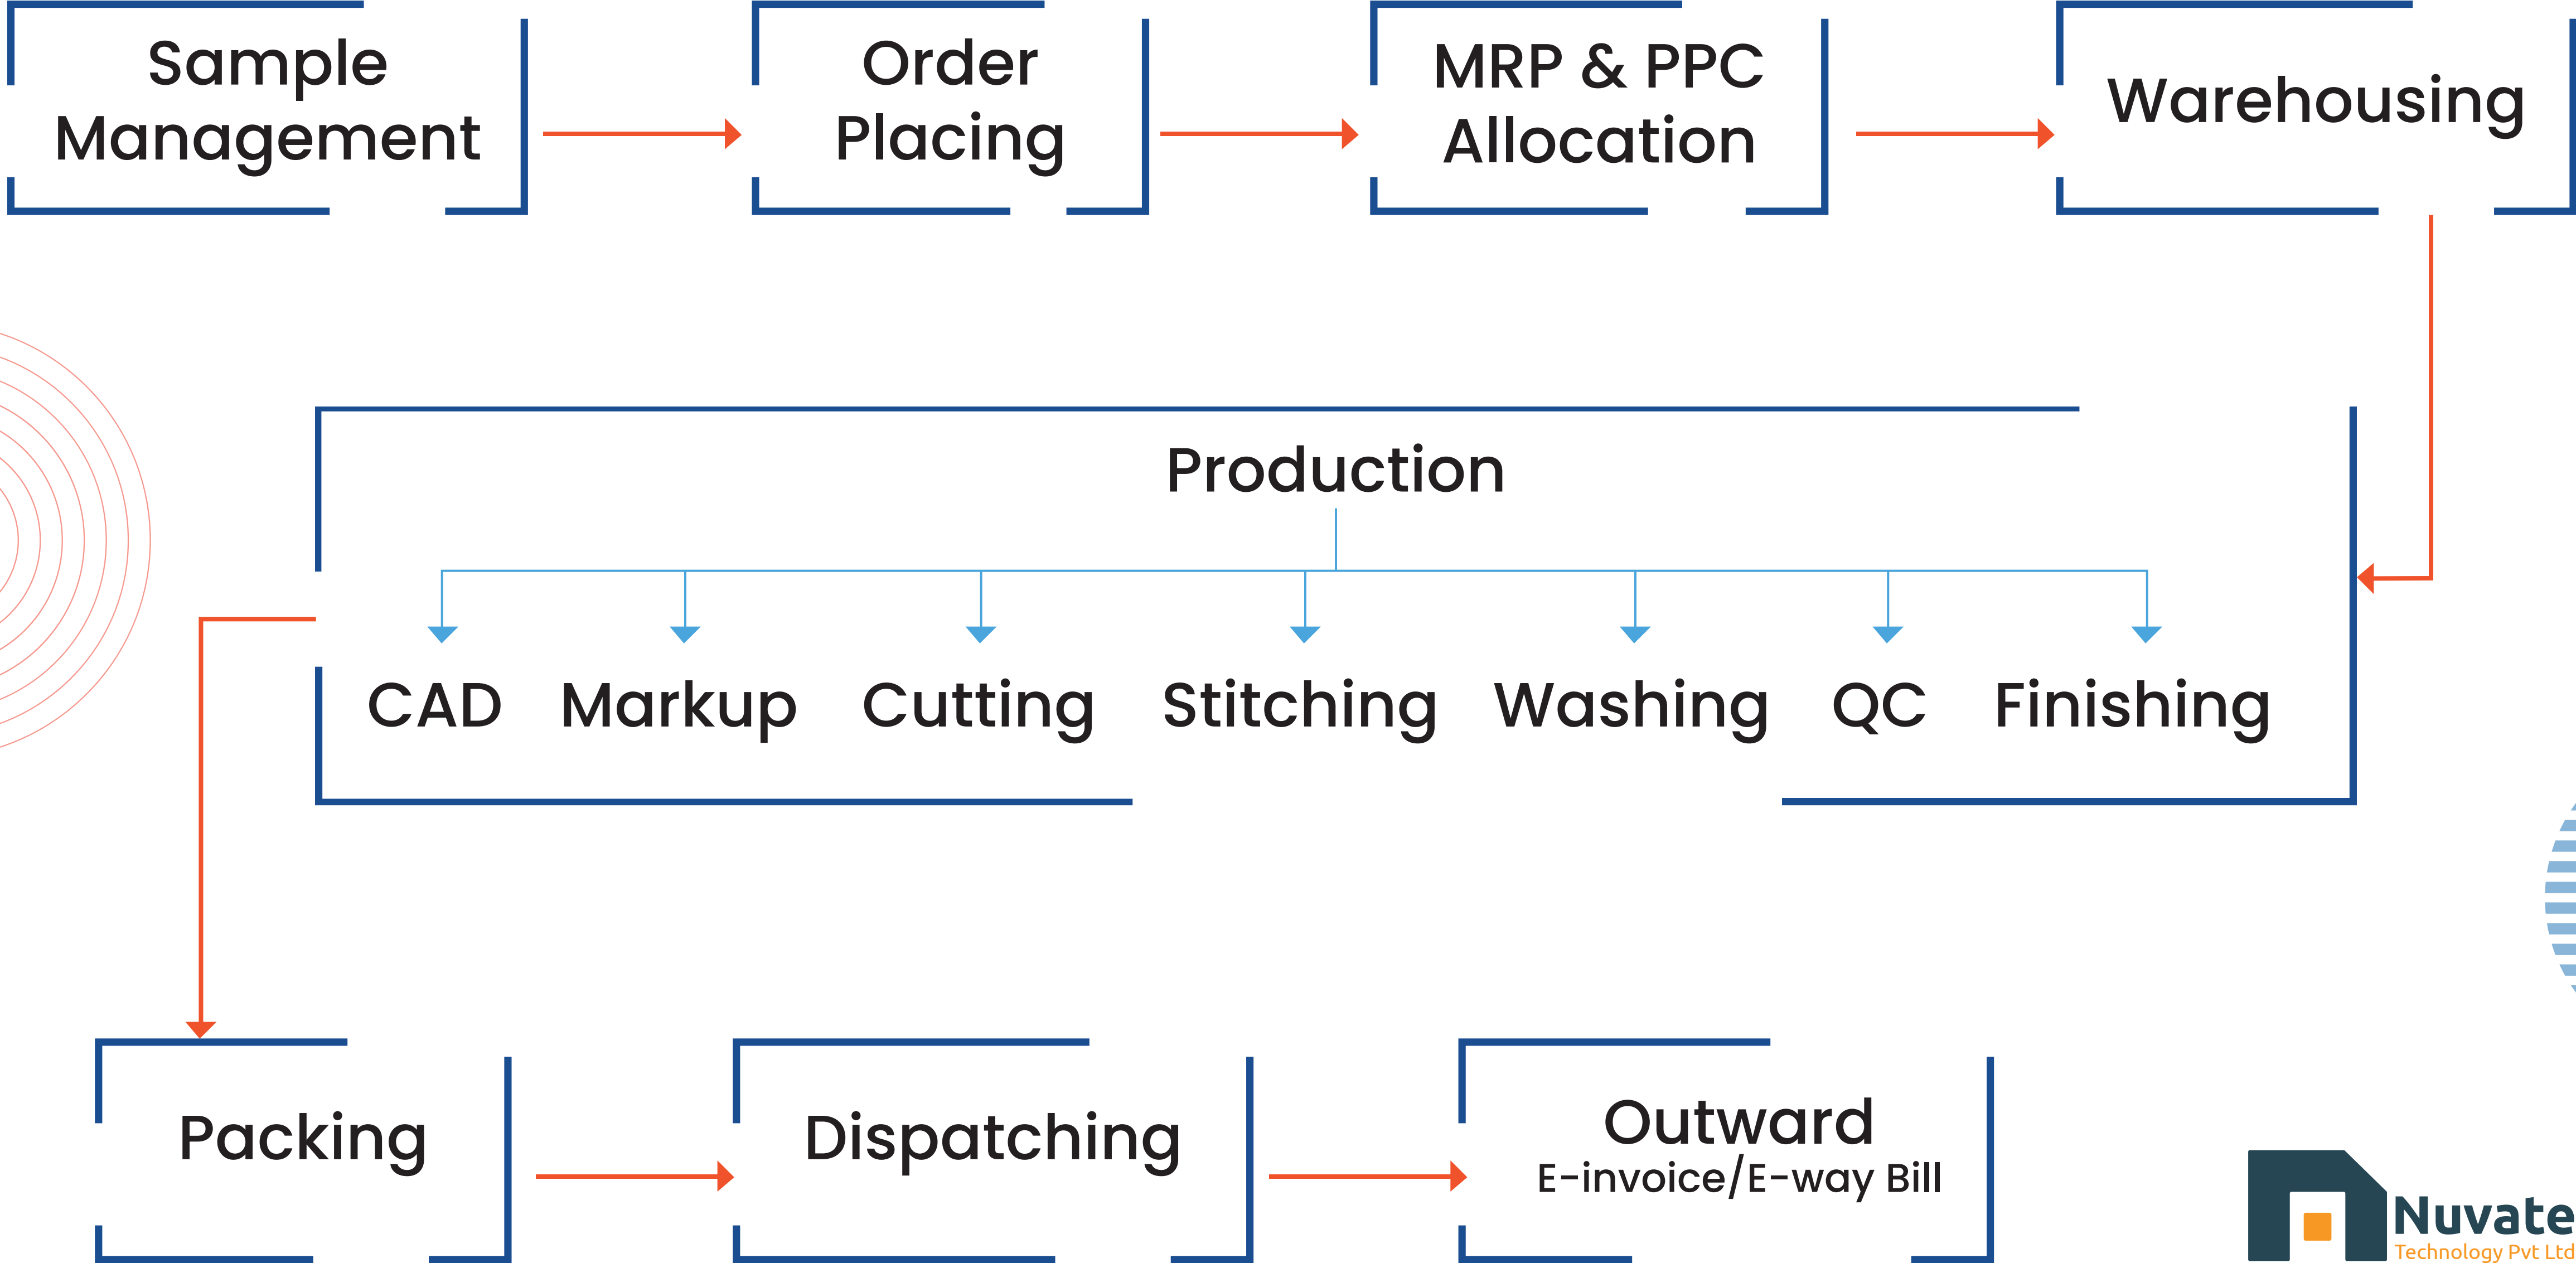 Sample
Management
Order
Placing
MRP & PPC
Allocation
Warehousing
Production
CAD
Markup
Cutting
Stitching
Washing
QC
Finishing
Packing
Dispatching
Outward
E-invoice/E-way Bill
Nuvate
Technology Pvt Ltd